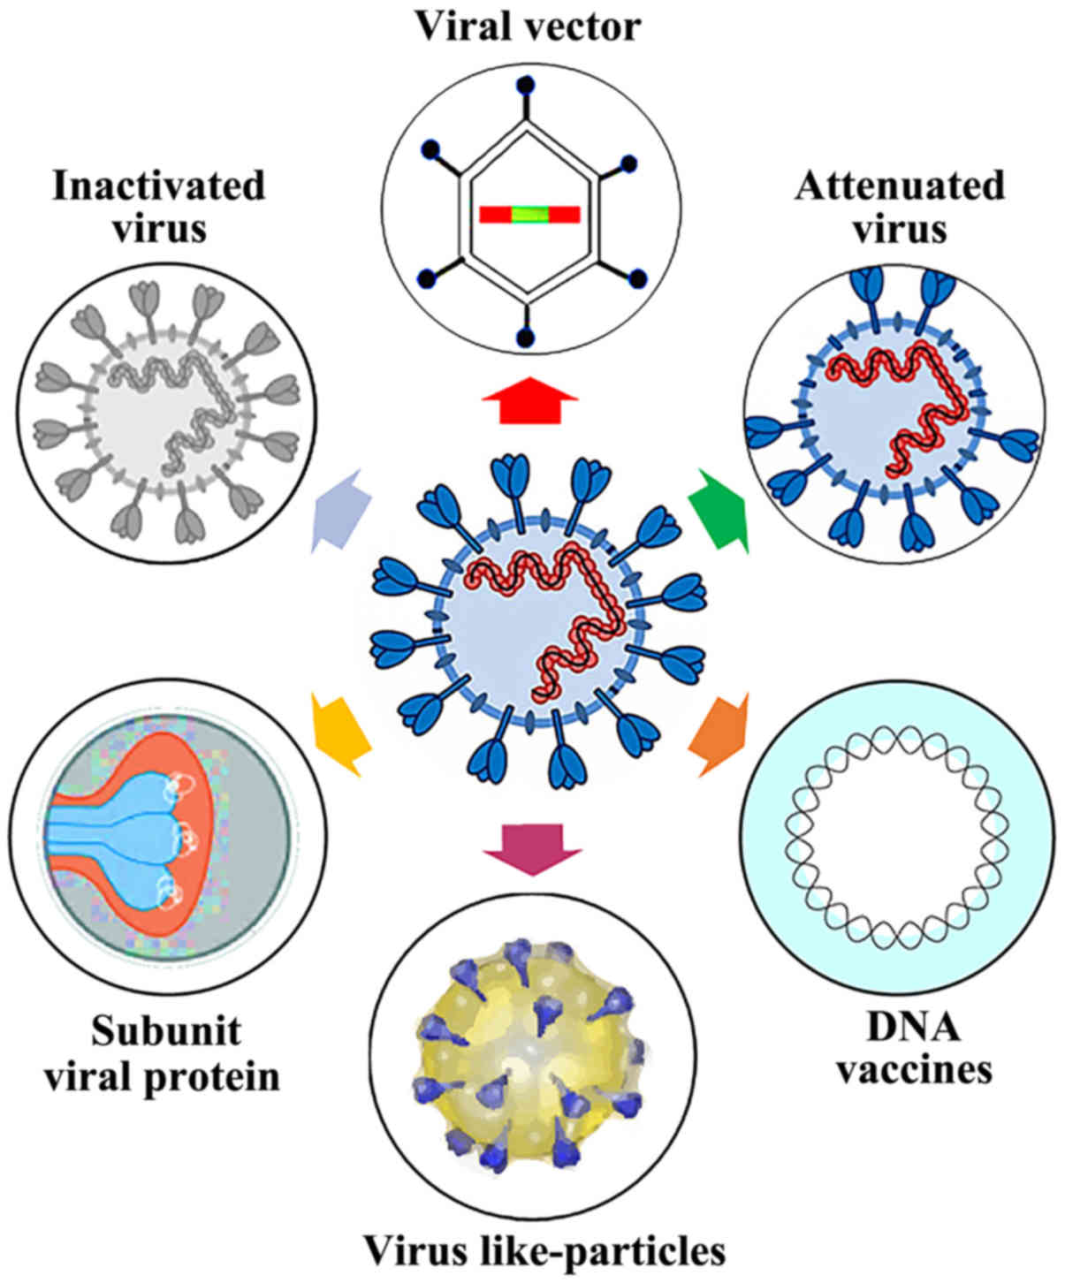 Viral vector
Inactivated
virus
Attenuated
virus
Subunit
viral protein
DNA
vaccines
Virus like-particles